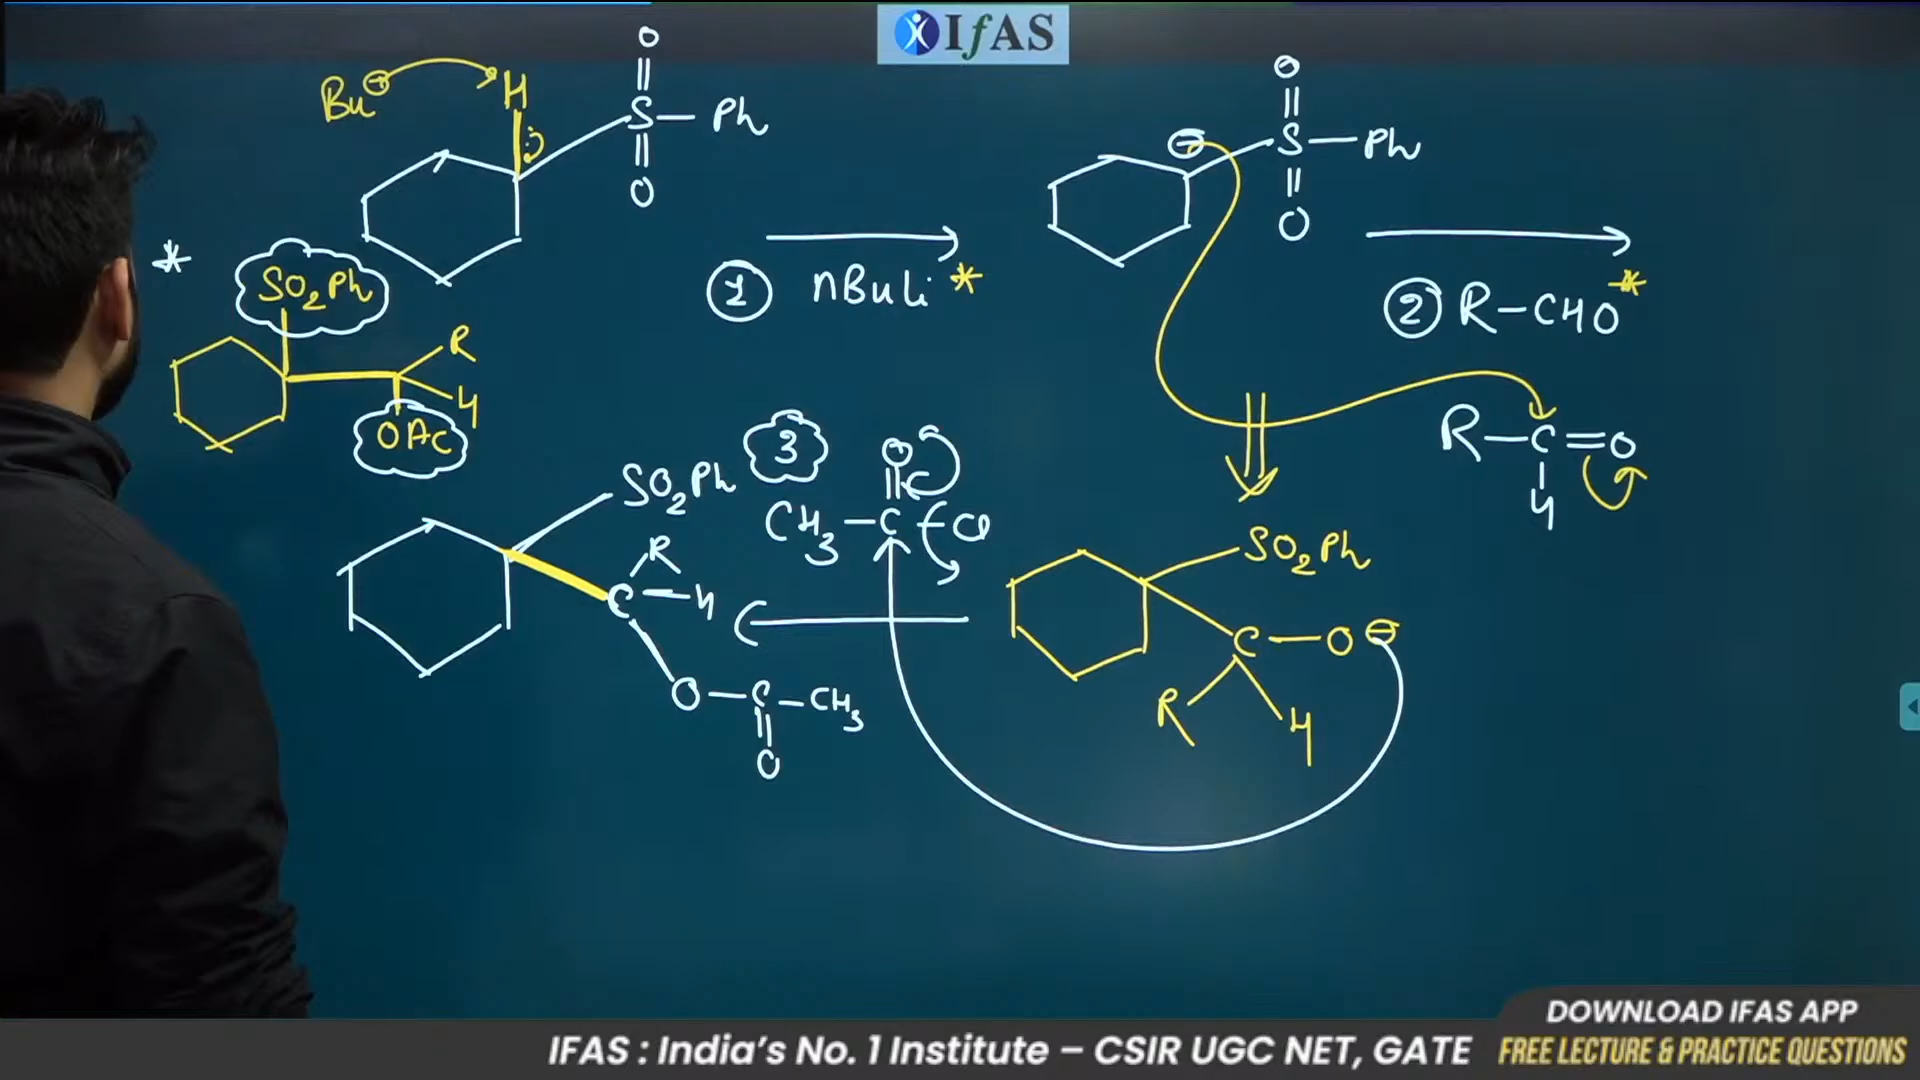 IfAS
Bu⊖
H
O
S — Ph
O
⊖
O
S — Ph
O
*
SO2Ph
R
H
OAc
① nBuLi *
② R-CHO *
R-C=O
H
SO2Ph
R
C-H
O-C-CH3
O
3
O
CH3-C-Cl
SO2Ph
C-O⊖
R
H
IFAS : India's No. 1 Institute – CSIR UGC NET, GATE
DOWNLOAD IFAS APP
FREE LECTURE & PRACTICE QUESTIONS